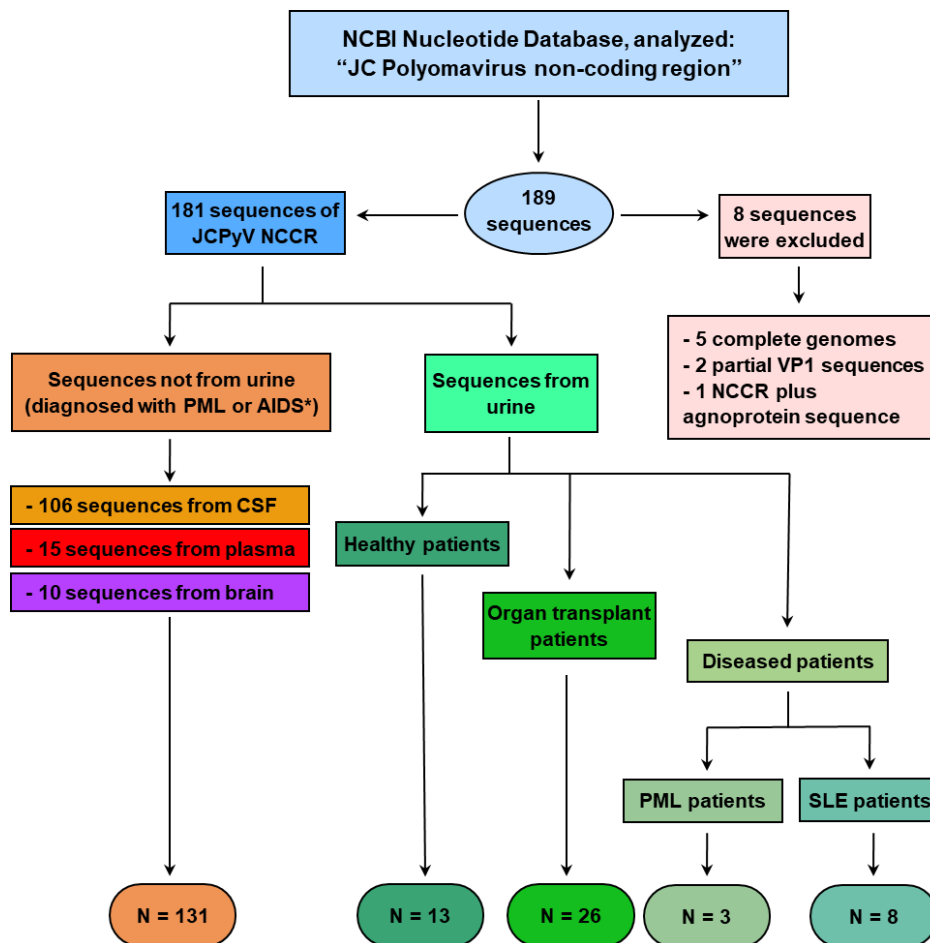 NCBI Nucleotide Database, analyzed:
“JC Polyomavirus non-coding region”
189
sequences
181 sequences of
JCPyV NCCR
8 sequences
were excluded
- 5 complete genomes
- 2 partial VP1 sequences
- 1 NCCR plus
agnoprotein sequence
Sequences not from urine
(diagnosed with PML or AIDS*)
Sequences from
urine
- 106 sequences from CSF
- 15 sequences from plasma
- 10 sequences from brain
Healthy patients
Organ transplant
patients
Diseased patients
PML patients
SLE patients
N = 131
N = 13
N = 26
N = 3
N = 8